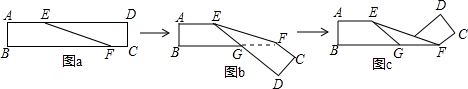 A E D
B F C
图a
A E
B G F C
D
图b
A E D
B G F C
图c